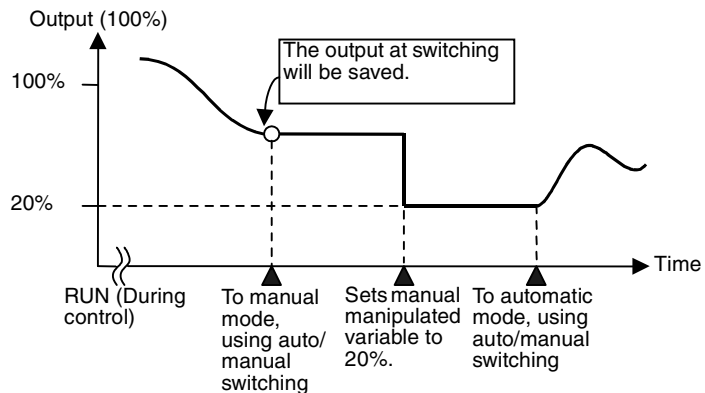 Output (100%)
The output at switching
will be saved.
100%
20%
Time
RUN (During
control)
To manual
mode,
using auto/
manual
switching
Sets manual
manipulated
variable to
20%.
To automatic
mode, using
auto/manual
switching